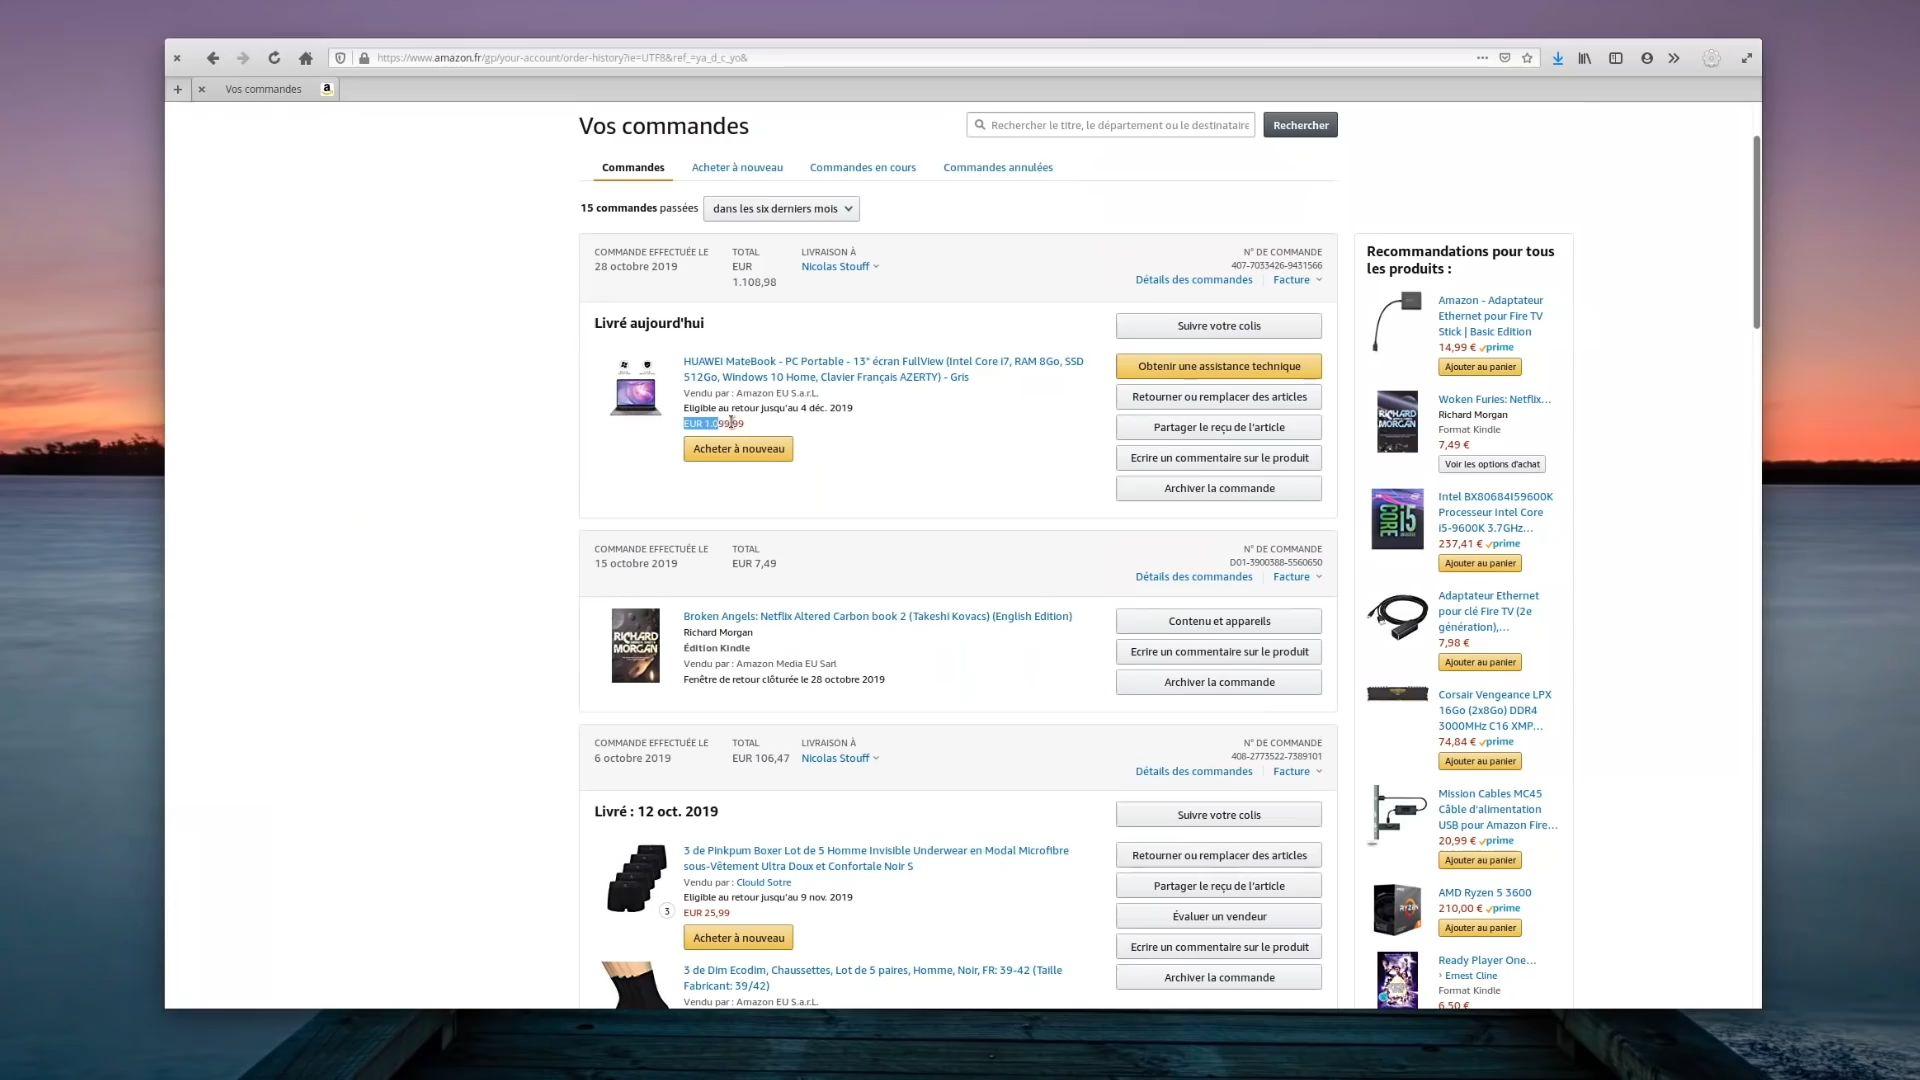 https://www.amazon.fr/gp/your-account/order-history?ie=UTF8&ref_=ya_d_c_yo&
Vos commandes
Vos commandes
Rechercher le titre, le département ou le destinataire
Rechercher
Commandes
Acheter à nouveau
Commandes en cours
Commandes annulées
15 commandes passées
dans les six derniers mois
COMMANDE EFFECTUÉE LE
28 octobre 2019
TOTAL
EUR
1.108,98
LIVRAISON À
Nicolas Stouff
N° DE COMMANDE
407-7033426-9431566
Détails des commandes
Facture
Livré aujourd'hui
HUAWEI MateBook - PC Portable - 13" écran FullView (Intel Core i7, RAM 8Go, SSD
512Go, Windows 10 Home, Clavier Français AZERTY) - Gris
Vendu par : Amazon EU S.a.r.L.
Eligible au retour jusqu'au 4 déc. 2019
EUR 1.099,99
Acheter à nouveau
Suivre votre colis
Obtenir une assistance technique
Retourner ou remplacer des articles
Partager le reçu de l'article
Ecrire un commentaire sur le produit
Archiver la commande
COMMANDE EFFECTUÉE LE
15 octobre 2019
TOTAL
EUR 7,49
N° DE COMMANDE
D01-3900388-5560650
Détails des commandes
Facture
RICHARD
MORGAN
Broken Angels: Netflix Altered Carbon book 2 (Takeshi Kovacs) (English Edition)
Richard Morgan
Édition Kindle
Vendu par : Amazon Media EU Sarl
Fenêtre de retour clôturée le 28 octobre 2019
Contenu et appareils
Ecrire un commentaire sur le produit
Archiver la commande
COMMANDE EFFECTUÉE LE
6 octobre 2019
TOTAL
EUR 106,47
LIVRAISON À
Nicolas Stouff
N° DE COMMANDE
408-2773522-7389101
Détails des commandes
Facture
Livré : 12 oct. 2019
3
3 de Pinkpum Boxer Lot de 5 Homme Invisible Underwear en Modal Microfibre
sous-Vêtement Ultra Doux et Confortale Noir S
Vendu par : Clould Sotre
Eligible au retour jusqu'au 9 nov. 2019
EUR 25,99
Acheter à nouveau
3 de Dim Ecodim, Chaussettes, Lot de 5 paires, Homme, Noir, FR: 39-42 (Taille
Fabricant: 39/42)
Vendu par : Amazon EU S.a.r.L.
Suivre votre colis
Retourner ou remplacer des articles
Partager le reçu de l'article
Évaluer un vendeur
Ecrire un commentaire sur le produit
Archiver la commande
Recommandations pour tous
les produits :
Amazon - Adaptateur
Ethernet pour Fire TV
Stick | Basic Edition
14,99 € prime
Ajouter au panier
RICHARD
MORGAN
Woken Furies: Netflix...
Richard Morgan
Format Kindle
7,49 €
Voir les options d'achat
CORE
i5
Intel BX80684I59600K
Processeur Intel Core
i5-9600K 3.7GHz...
237,41 € prime
Ajouter au panier
Adaptateur Ethernet
pour clé Fire TV (2e
génération),...
7,98 €
Ajouter au panier
Corsair Vengeance LPX
16Go (2x8Go) DDR4
3000MHz C16 XMP...
74,84 € prime
Ajouter au panier
Mission Cables MC45
Câble d'alimentation
USB pour Amazon Fire...
20,99 € prime
Ajouter au panier
RYZEN
AMD Ryzen 5 3600
210,00 € prime
Ajouter au panier
Ready Player One...
› Ernest Cline
Format Kindle
6,50 €